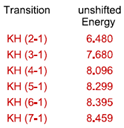 Transition unshifted
Energy
KH (2-1) 6.480
KH (3-1) 7,680
KH (4-1) 8,096
KH (5-1) 8.299
KH (6-1) 8.395
KH (7-1) 8.459